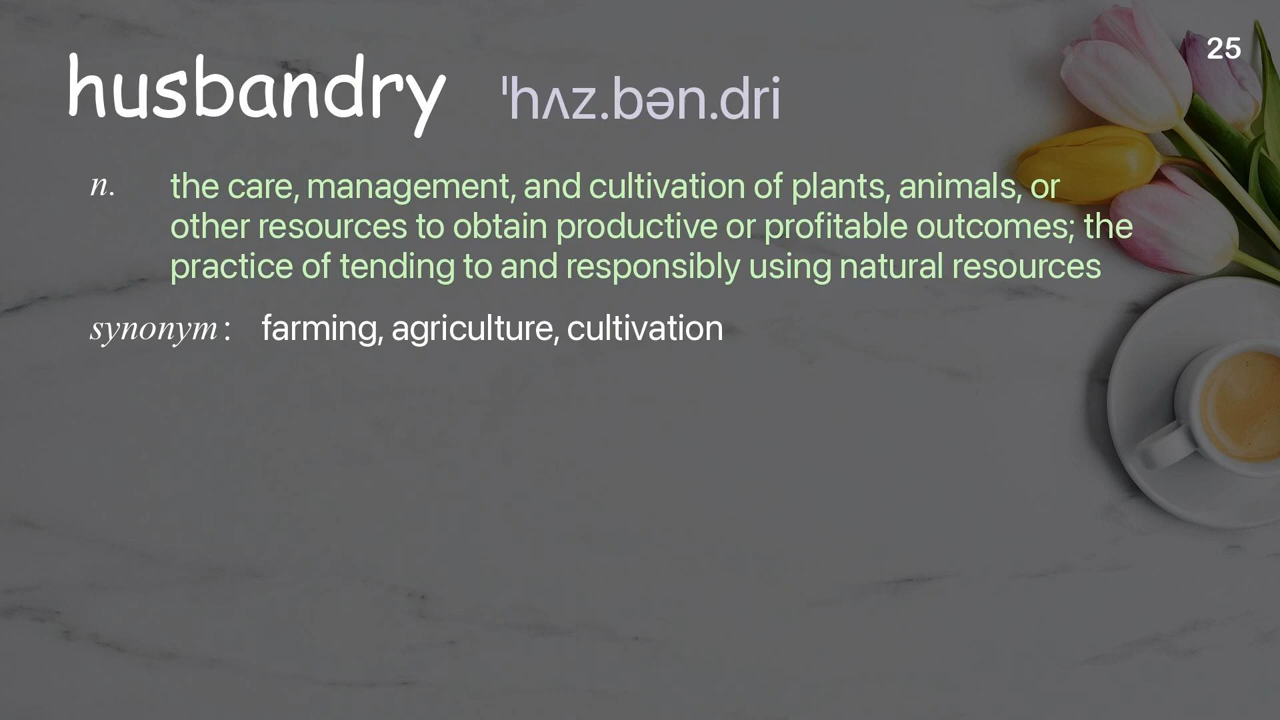 25
husbandry ˈhʌz.bən.dri
n. the care, management, and cultivation of plants, animals, or
other resources to obtain productive or profitable outcomes; the
practice of tending to and responsibly using natural resources
synonym: farming, agriculture, cultivation